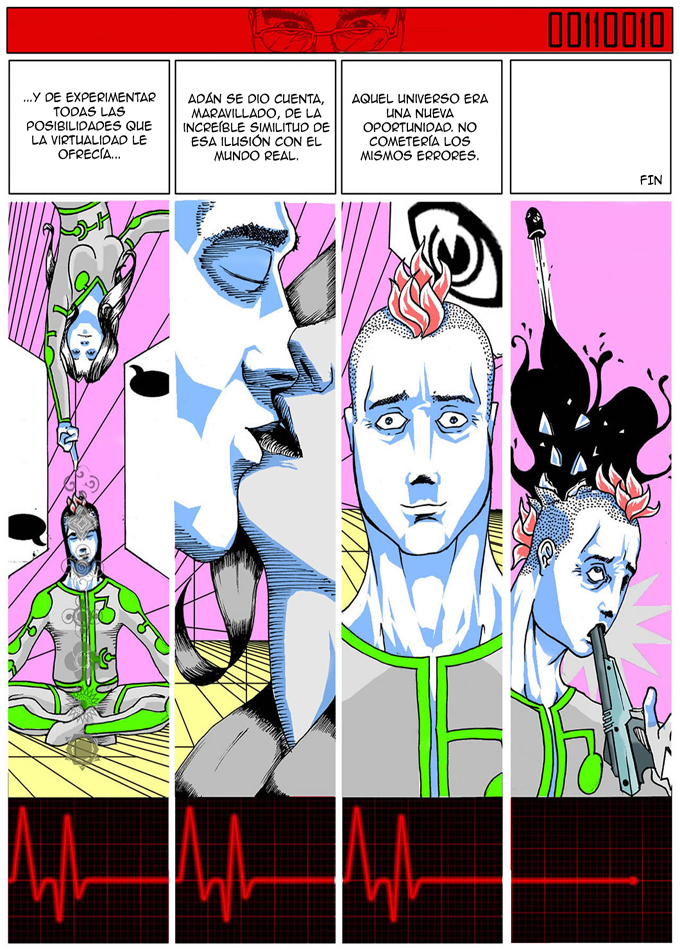 00110010
...Y DE EXPERIMENTAR
TODAS LAS
POSIBILIDADES QUE
LA VIRTUALIDAD LE
OFRECÍA...
ADÁN SE DIO CUENTA,
MARAVILLADO, DE LA
INCREÍBLE SIMILITUD DE
ESA ILUSIÓN CON EL
MUNDO REAL.
AQUEL UNIVERSO ERA
UNA NUEVA
OPORTUNIDAD. NO
COMETERÍA LOS
MISMOS ERRORES.
FIN